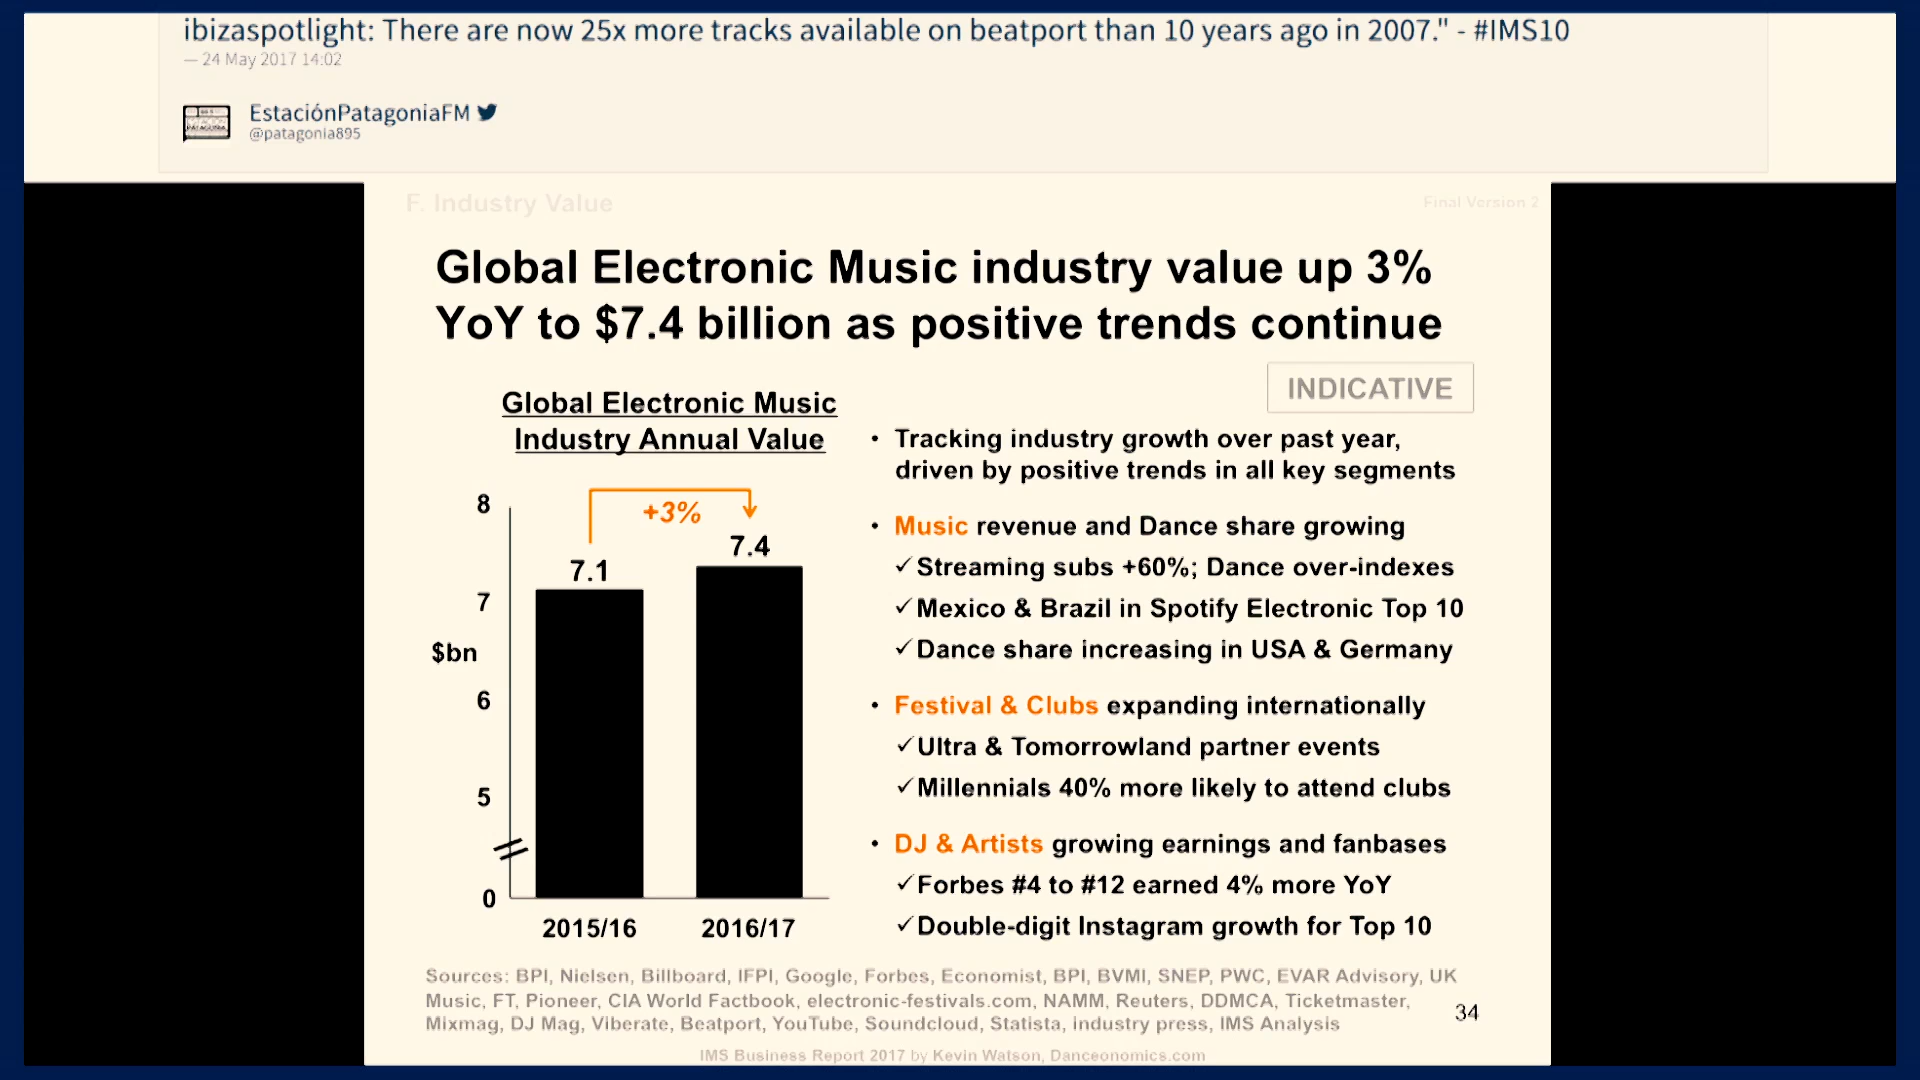 ibizaspotlight: There are now 25x more tracks available on beatport than 10 years ago in 2007." - #IMS10
— 24 May 2017 14:02
EstaciónPatagoniaFM
@patagonia895
F. Industry Value
Final Version 2
Global Electronic Music industry value up 3%
YoY to $7.4 billion as positive trends continue
INDICATIVE
Global Electronic Music
Industry Annual Value
8
7
$bn
6
5
0
+3%
7.1
7.4
2015/16
2016/17
• Tracking industry growth over past year,
driven by positive trends in all key segments
• Music revenue and Dance share growing
✓Streaming subs +60%; Dance over-indexes
✓Mexico & Brazil in Spotify Electronic Top 10
✓Dance share increasing in USA & Germany
• Festival & Clubs expanding internationally
✓Ultra & Tomorrowland partner events
✓Millennials 40% more likely to attend clubs
• DJ & Artists growing earnings and fanbases
✓Forbes #4 to #12 earned 4% more YoY
✓Double-digit Instagram growth for Top 10
Sources: BPI, Nielsen, Billboard, IFPI, Google, Forbes, Economist, BPI, BVMI, SNEP, PWC, EVAR Advisory, UK
Music, FT, Pioneer, CIA World Factbook, electronic-festivals.com, NAMM, Reuters, DDMCA, Ticketmaster,
Mixmag, DJ Mag, Viberate, Beatport, YouTube, Soundcloud, Statista, industry press, IMS Analysis
34
IMS Business Report 2017 by Kevin Watson, Danceonomics.com